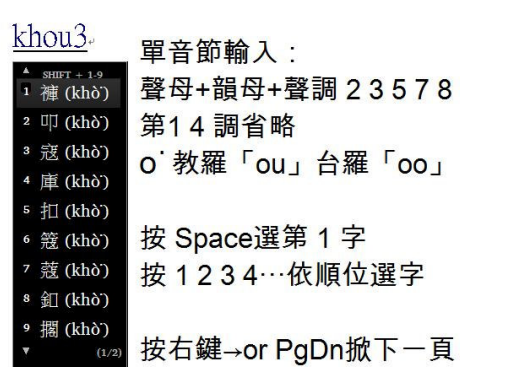 khou3
SHIFT + 1-9
1 褲 (khò͘)
2 叩 (khò͘)
3 寇 (khò͘)
4 庫 (khò͘)
5 扣 (khò͘)
6 簆 (khò͘)
7 蔻 (khò͘)
8 釦 (khò͘)
9 擱 (khò͘)
(1/2)
單音節輸入：
聲母+韻母+聲調 2 3 5 7 8
第1 4 調省略
o͘ 教羅「ou」台羅「oo」
按 Space選第 1 字
按 1 2 3 4…依順位選字
按右鍵→or PgDn掀下一頁